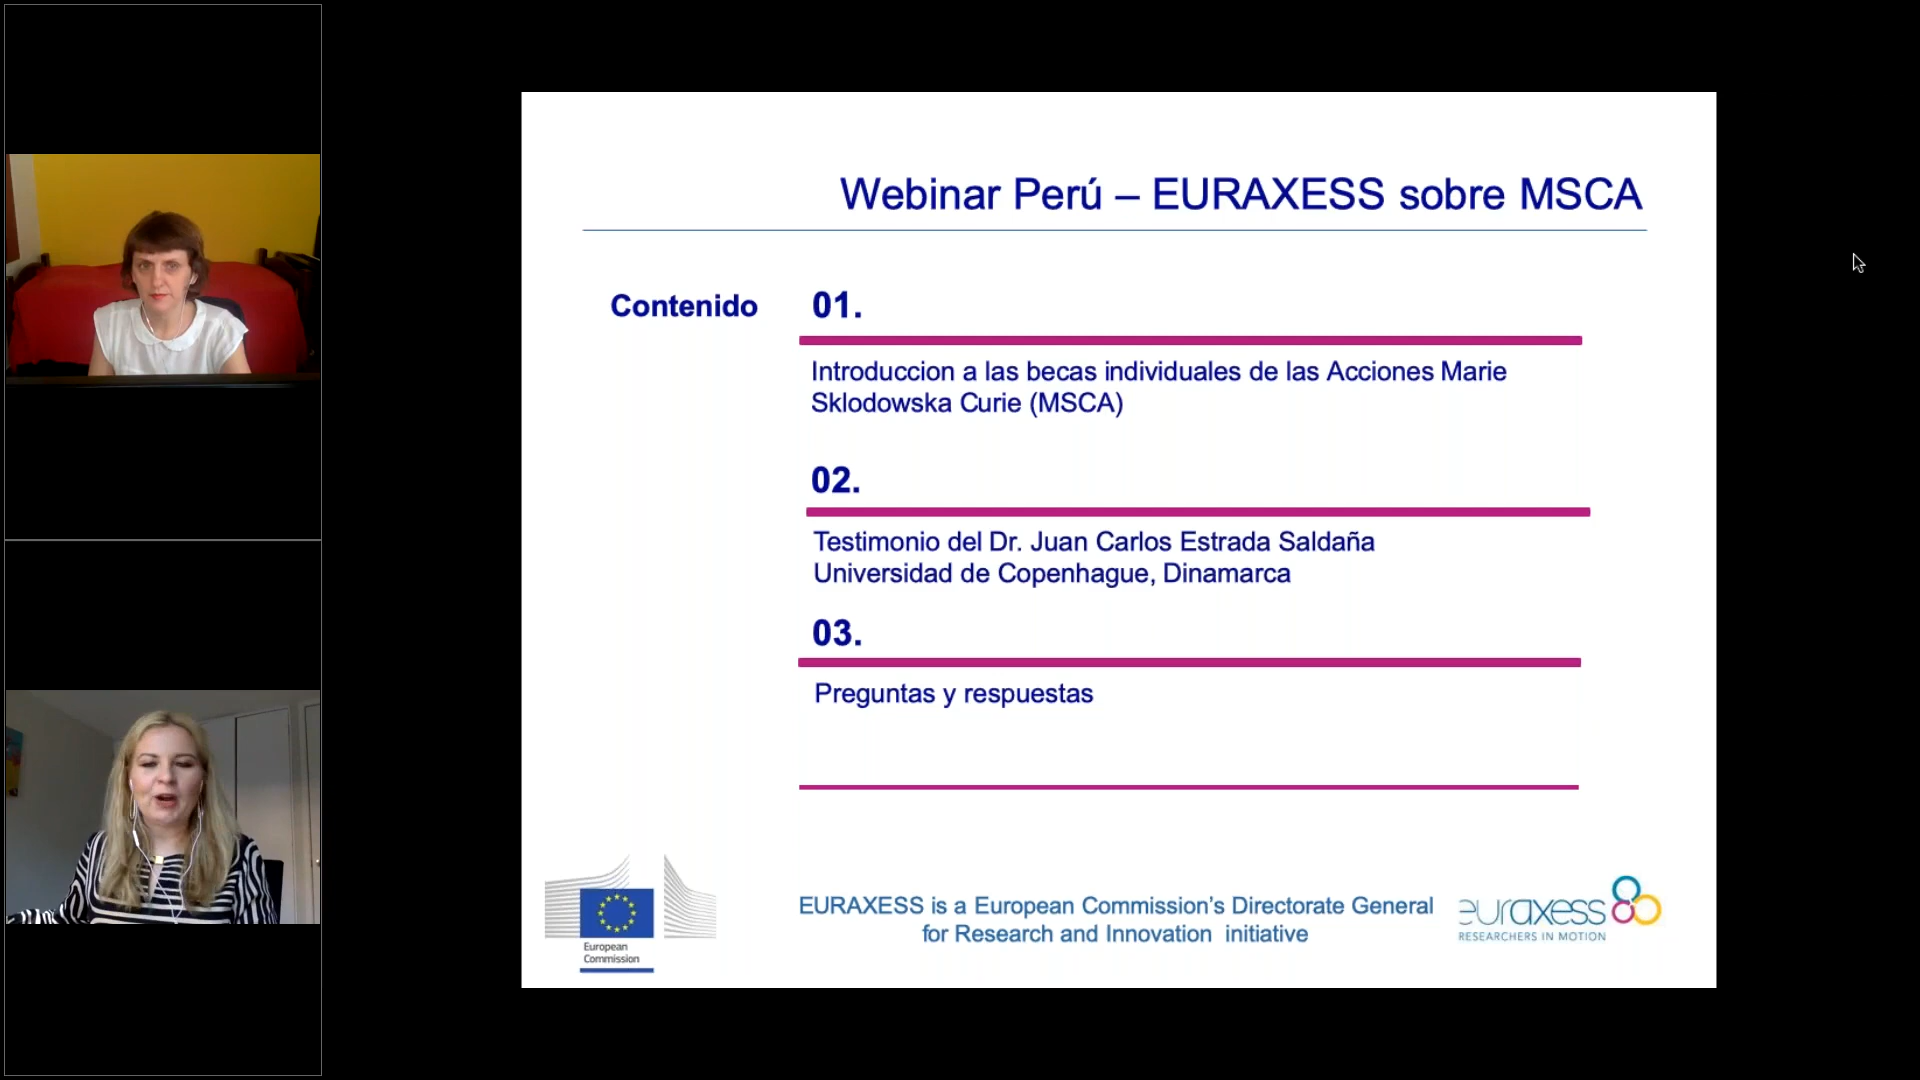 Webinar Perú – EURAXESS sobre MSCA
Contenido
01.
Introduccion a las becas individuales de las Acciones Marie
Sklodowska Curie (MSCA)
02.
Testimonio del Dr. Juan Carlos Estrada Saldaña
Universidad de Copenhague, Dinamarca
03.
Preguntas y respuestas
European
Commission
EURAXESS is a European Commission’s Directorate General
for Research and Innovation initiative
euraxess
RESEARCHERS IN MOTION